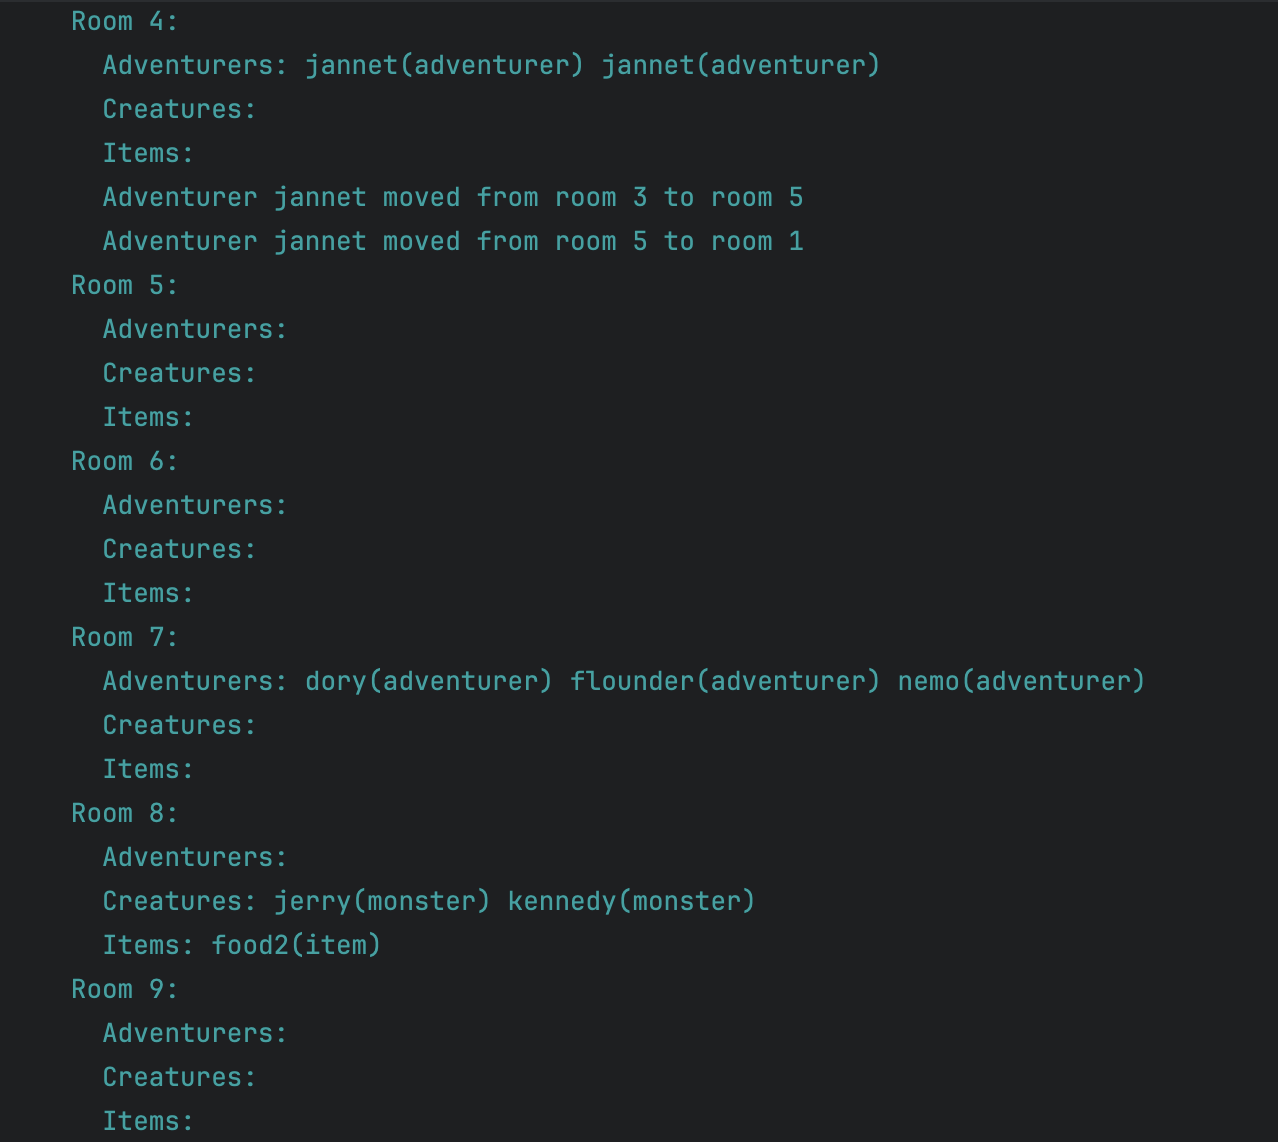 Room 4:
Adventurers: jannet(adventurer) jannet(adventurer)
Creatures:
Items:
Adventurer jannet moved from room 3 to room 5
Adventurer jannet moved from room 5 to room 1
Room 5:
Adventurers:
Creatures:
Items:
Room 6:
Adventurers:
Creatures:
Items:
Room 7:
Adventurers: dory(adventurer) flounder(adventurer) nemo(adventurer)
Creatures:
Items:
Room 8:
Adventurers:
Creatures: jerry(monster) kennedy(monster)
Items: food2(item)
Room 9:
Adventurers:
Creatures:
Items: